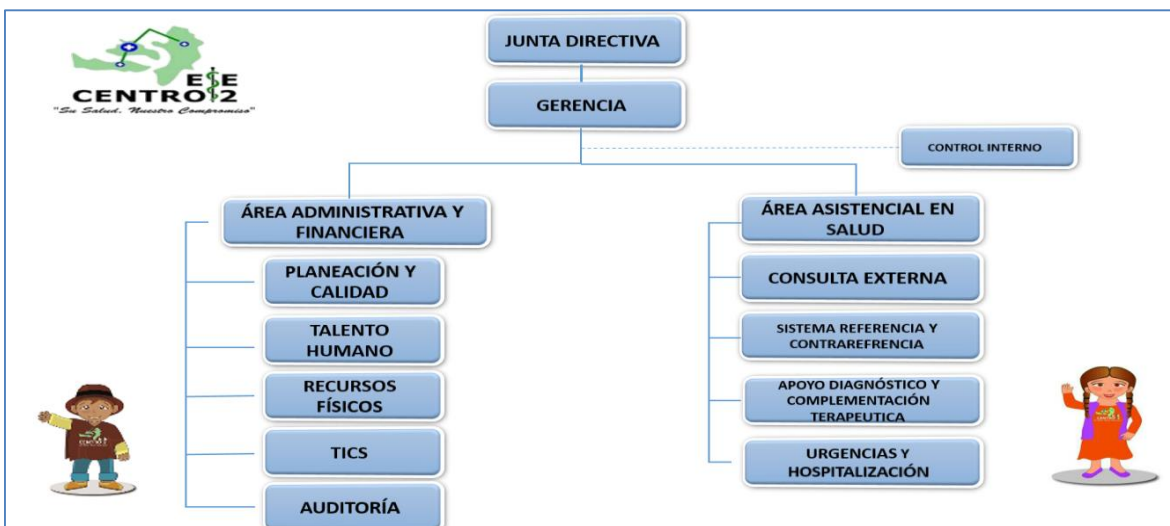 JUNTA DIRECTIVA
ESE
CENTRO 2
"Su Salud. Nuestro Compromiso"
GERENCIA
CONTROL INTERNO
ÁREA ADMINISTRATIVA Y
FINANCIERA
PLANEACIÓN Y
CALIDAD
TALENTO
HUMANO
RECURSOS
FÍSICOS
TICS
AUDITORÍA
ÁREA ASISTENCIAL EN
SALUD
CONSULTA EXTERNA
SISTEMA REFERENCIA Y
CONTRAREFRENCIA
APOYO DIAGNÓSTICO Y
COMPLEMENTACIÓN
TERAPEUTICA
URGENCIAS Y
HOSPITALIZACIÓN